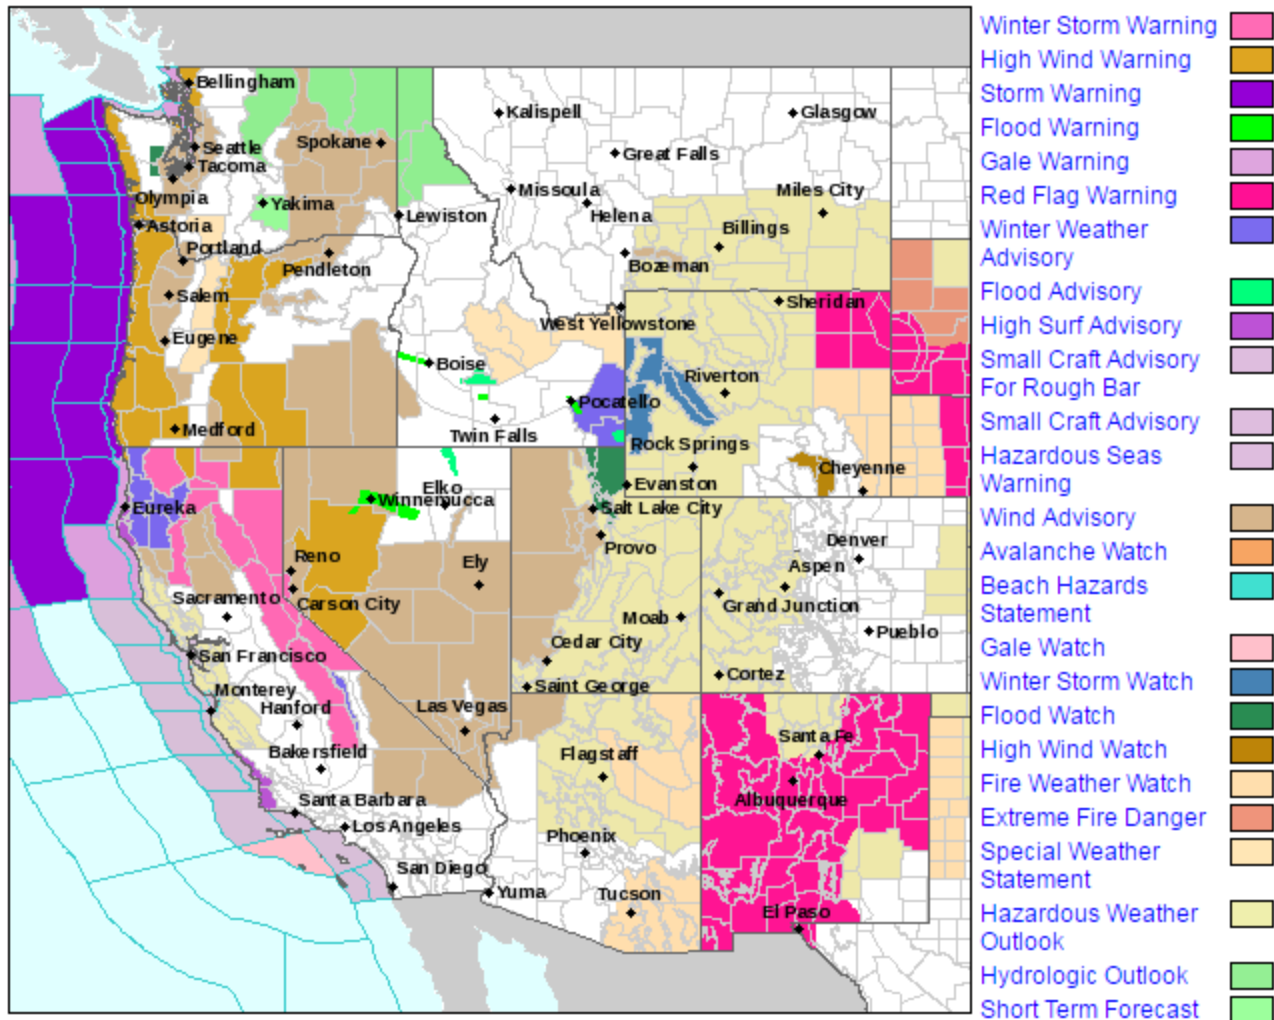 Bellingham
Kalispell
Glasgow
Seattle
Spokane
Great Falls
Tacoma
Missoula
Miles City
Olympia
Yakima
Helena
Lewiston
Astoria
Billings
Portland
Pendleton
Bozeman
Salem
Sheridan
West Yellowstone
Eugene
Boise
Riverton
Pocatello
Medford
Twin Falls
Rock Springs
Cheyenne
Elko
Evanston
Winnemucca
Eureka
Salt Lake City
Denver
Provo
Reno
Ely
Aspen
Sacramento
Carson City
Grand Junction
Moab
Pueblo
Cedar City
San Francisco
Cortez
Saint George
Monterey
Hanford
Las Vegas
Santa Fe
Bakersfield
Flagstaff
Santa Barbara
Albuquerque
Los Angeles
Phoenix
San Diego
Yuma
Tucson
El Paso
Winter Storm Warning
High Wind Warning
Storm Warning
Flood Warning
Gale Warning
Red Flag Warning
Winter Weather
Advisory
Flood Advisory
High Surf Advisory
Small Craft Advisory
For Rough Bar
Small Craft Advisory
Hazardous Seas
Warning
Wind Advisory
Avalanche Watch
Beach Hazards
Statement
Gale Watch
Winter Storm Watch
Flood Watch
High Wind Watch
Fire Weather Watch
Extreme Fire Danger
Special Weather
Statement
Hazardous Weather
Outlook
Hydrologic Outlook
Short Term Forecast